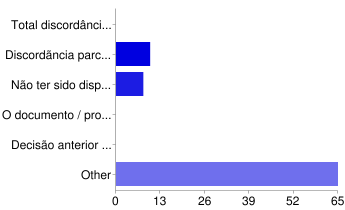 Total discordânci...
Discordância parc...
Não ter sido disp...
O documento / pro...
Decisão anterior ...
Other
0 13 26 39 52 65